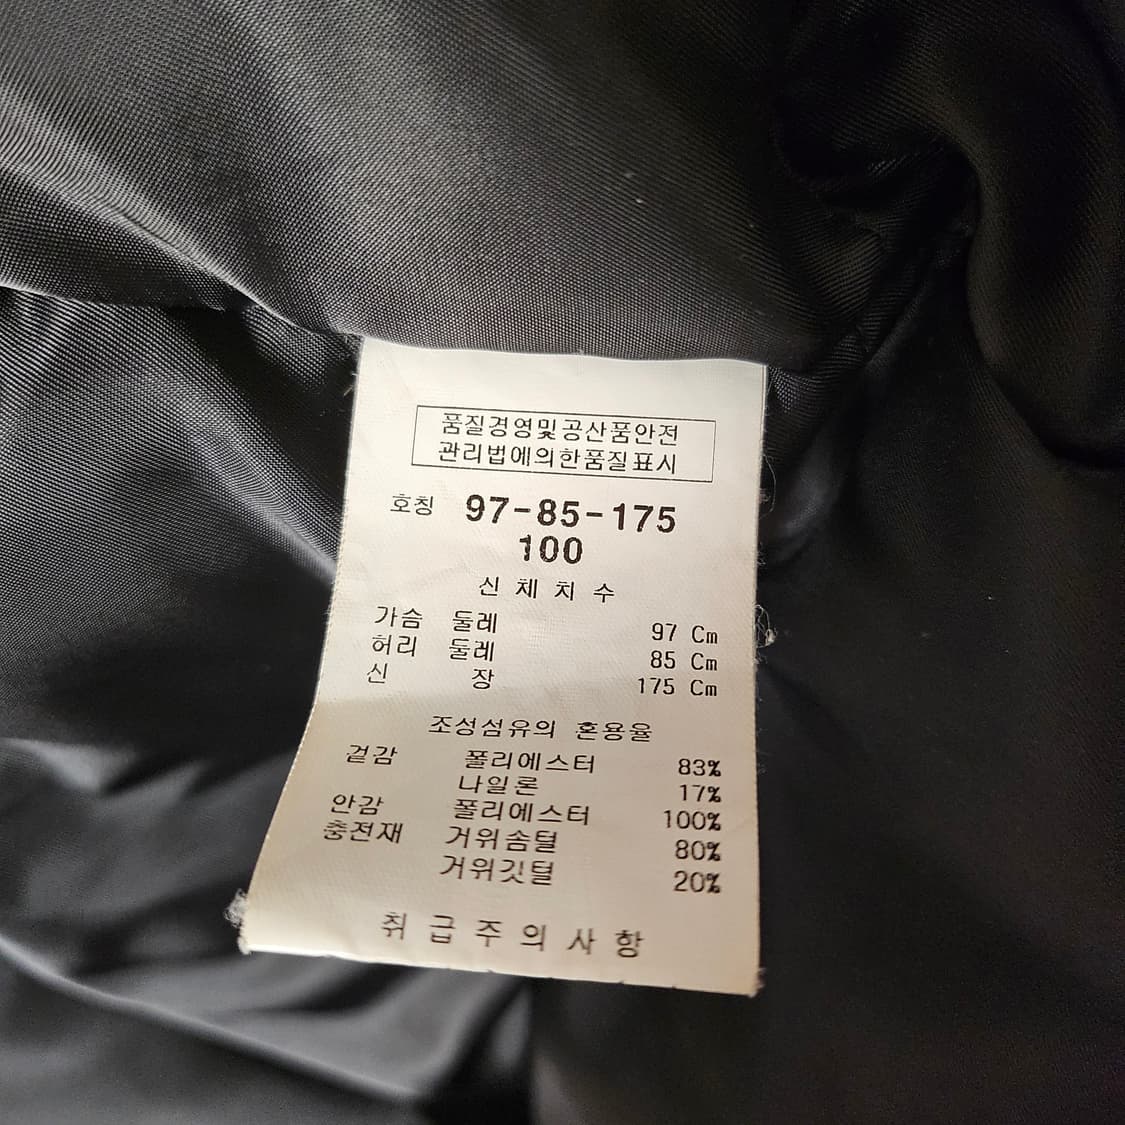 품질경영및공산품안전
관리법에의한품질표시
호칭 97-85-175
100
신 체 치 수
가슴 둘레 97 Cm
허리 둘레 85 Cm
신 장 175 Cm
조성섬유의 혼용율
겉감 폴리에스터 83%
나일론 17%
안감 폴리에스터 100%
충전재 거위솜털 80%
거위깃털 20%
취 급 주 의 사 항